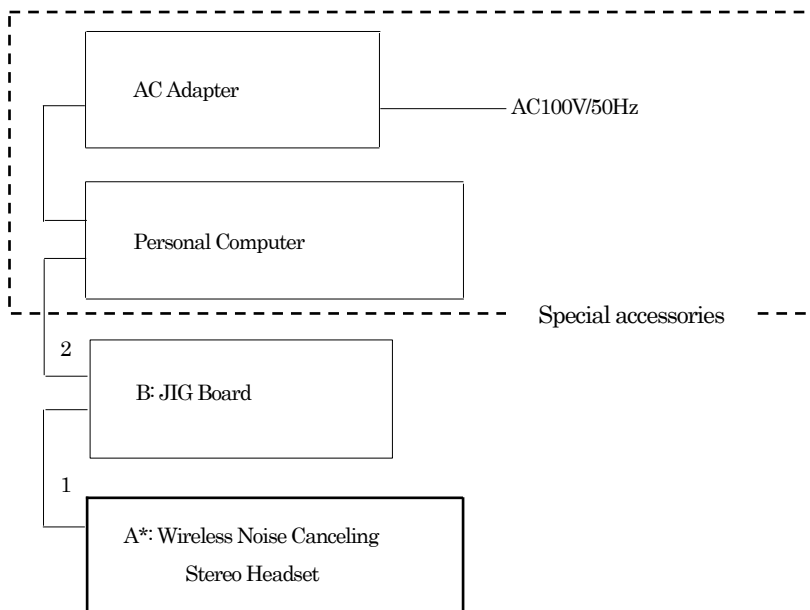 AC Adapter
AC100V/50Hz
Personal Computer
Special accessories
2
B: JIG Board
1
A*: Wireless Noise Canceling
Stereo Headset